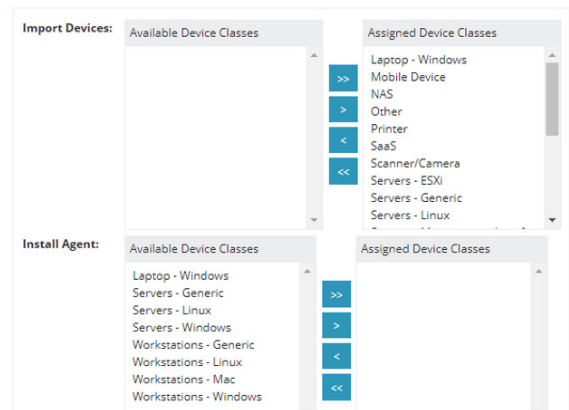 Import Devices:
Available Device Classes
Assigned Device Classes
Laptop - Windows
Mobile Device
NAS
Other
Printer
SaaS
Scanner/Camera
Servers - ESXi
Servers - Generic
Servers - Linux
>>
>
<
<<
Install Agent:
Available Device Classes
Assigned Device Classes
Laptop - Windows
Servers - Generic
Servers - Linux
Servers - Windows
Workstations - Generic
Workstations - Linux
Workstations - Mac
Workstations - Windows
>>
>
<
<<